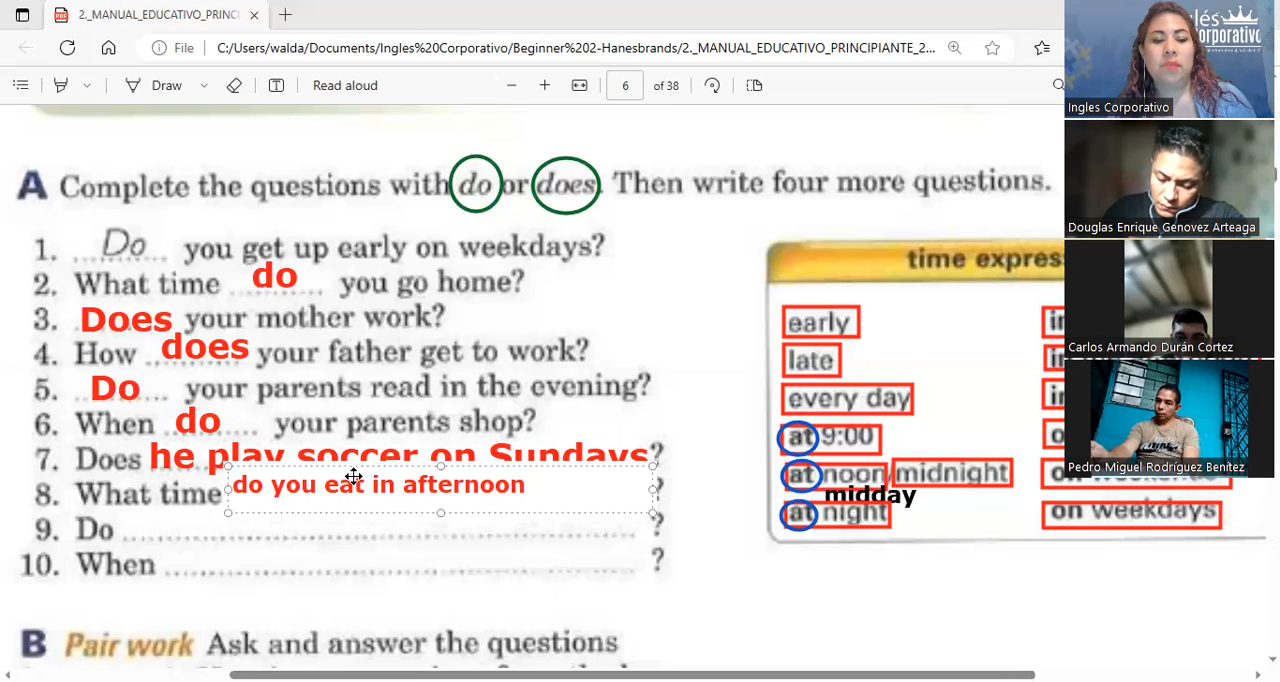 2._MANUAL_EDUCATIVO_PRINCI
File C:/Users/walda/Documents/Ingles%20Corporativo/Beginner%202-Hanesbrands/2._MANUAL_EDUCATIVO_PRINCIPIANTE_2...
Draw Read aloud 6 of 38
A Complete the questions with do or does. Then write four more questions.
1. Do you get up early on weekdays?
2. What time do you go home?
3. Does your mother work?
4. How does your father get to work?
5. Do your parents read in the evening?
6. When do your parents shop?
7. Does he play soccer on Sundays?
8. What time do you eat in afternoon ?
9. Do ?
10. When ?
time express
early
late
every day
at 9:00
at noon/midnight
midday
at night
on weekdays
B Pair work Ask and answer the questions
Ingles Corporativo
Douglas Enrique Genovez Arteaga
Carlos Armando Durán Cortez
Pedro Miguel Rodríguez Benítez